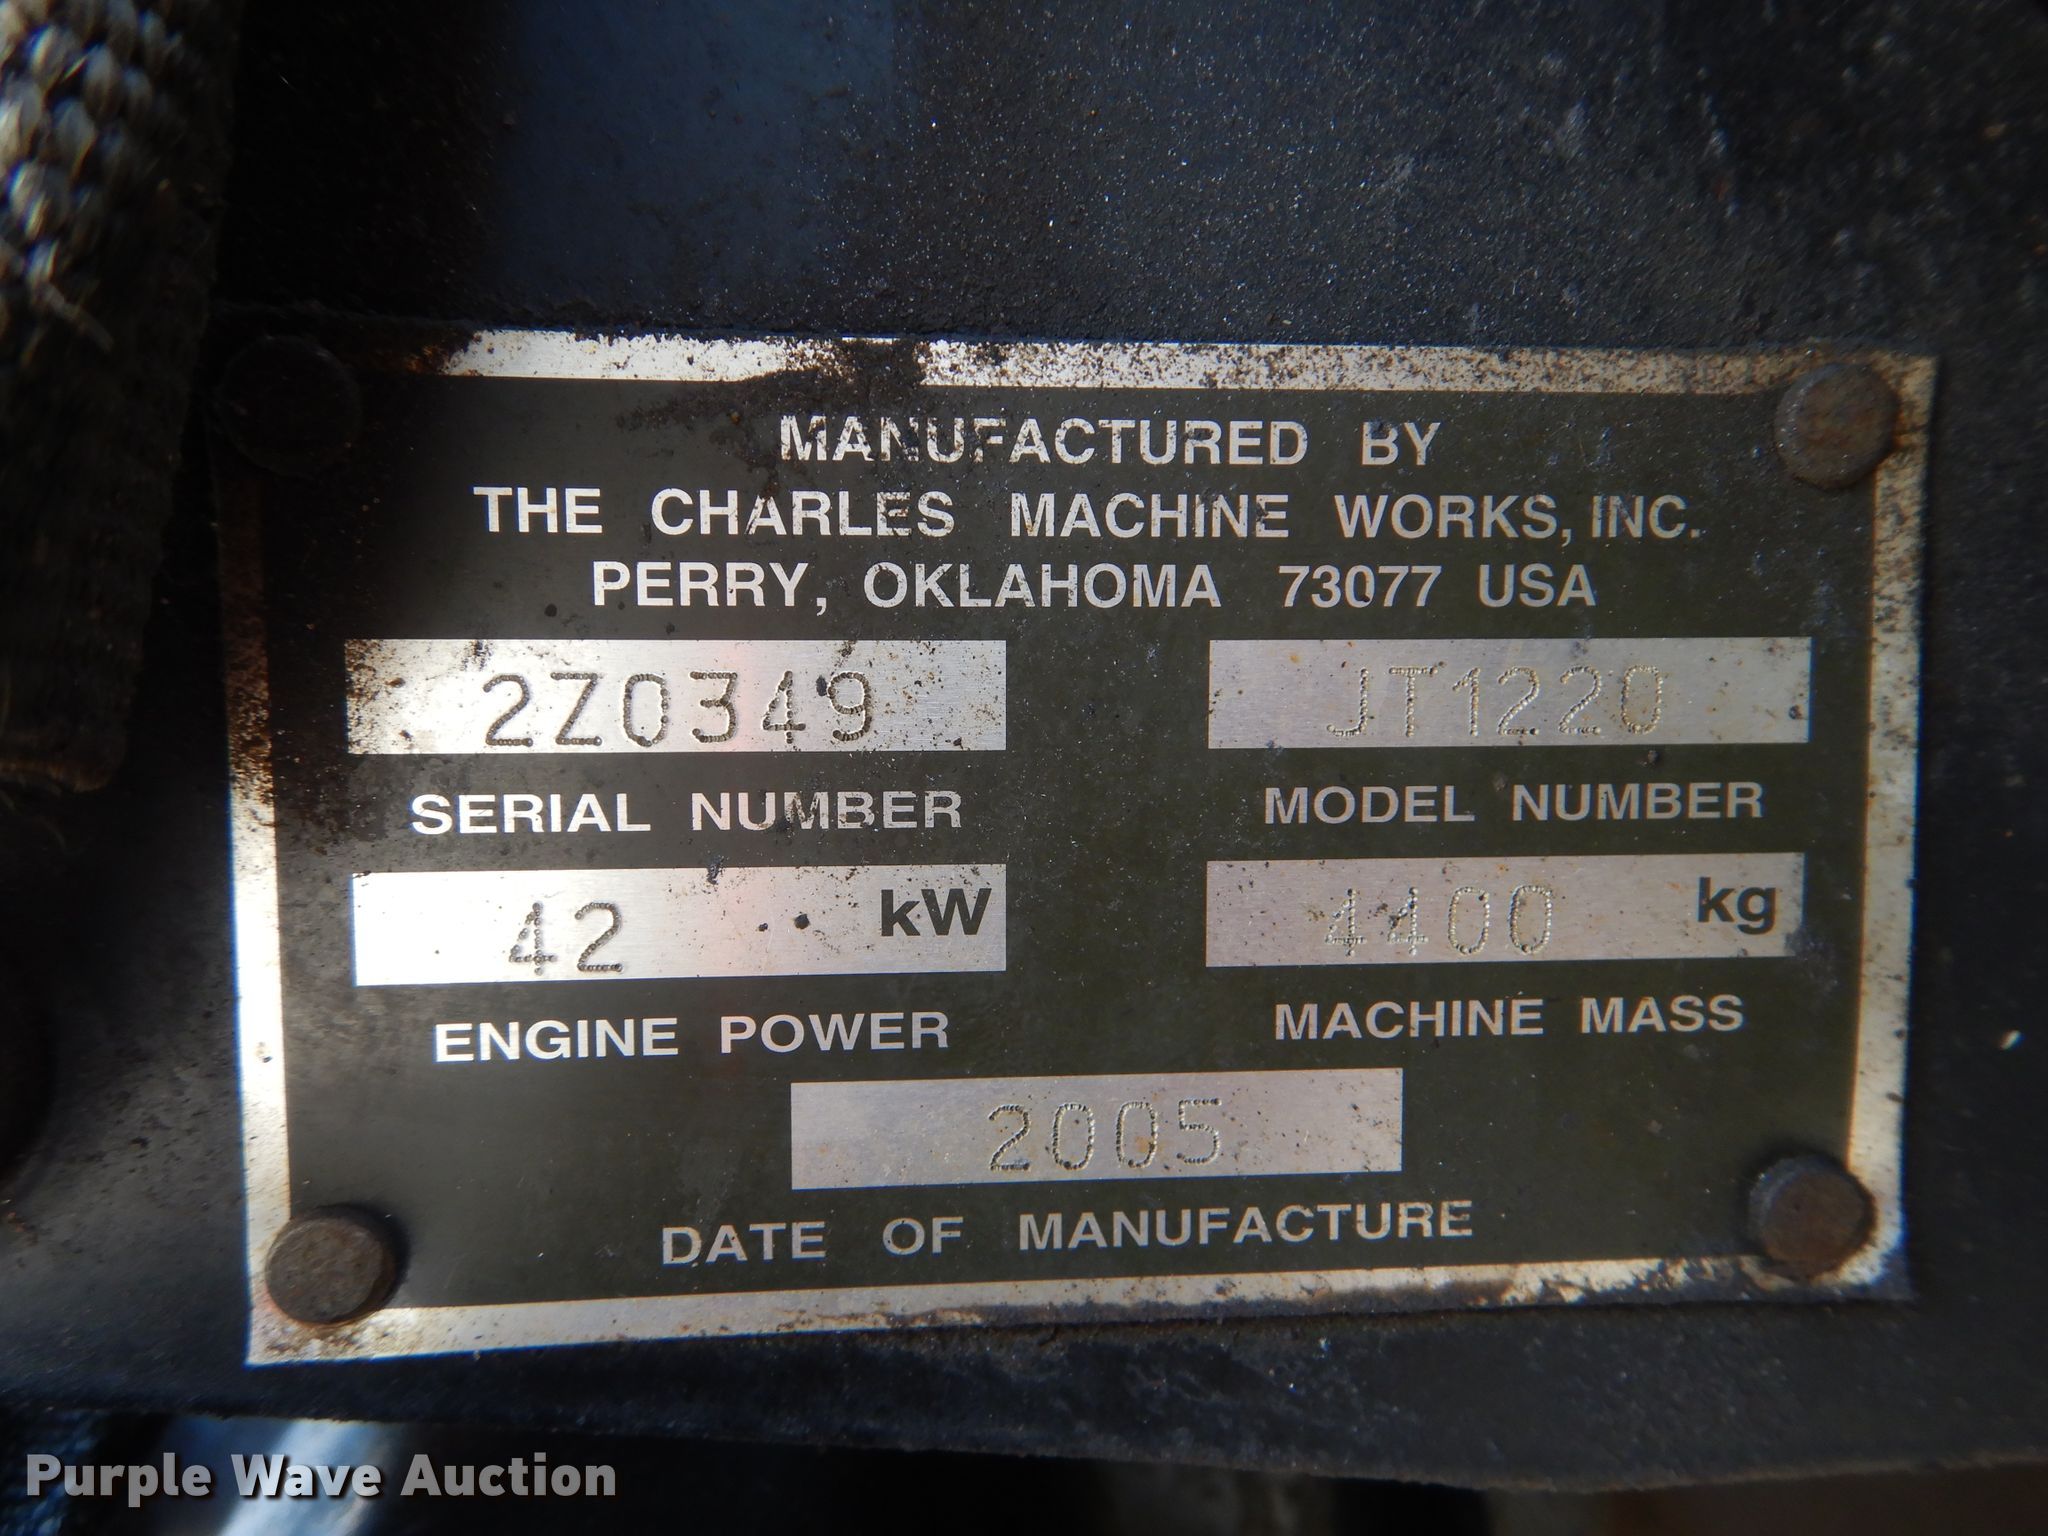 MANUFACTURED BY
THE CHARLES MACHINE WORKS, INC.
PERRY, OKLAHOMA 73077 USA
2Z0349 JT1220
SERIAL NUMBER MODEL NUMBER
42 kW 4400 kg
ENGINE POWER MACHINE MASS
2005
DATE OF MANUFACTURE
Purple Wave Auction